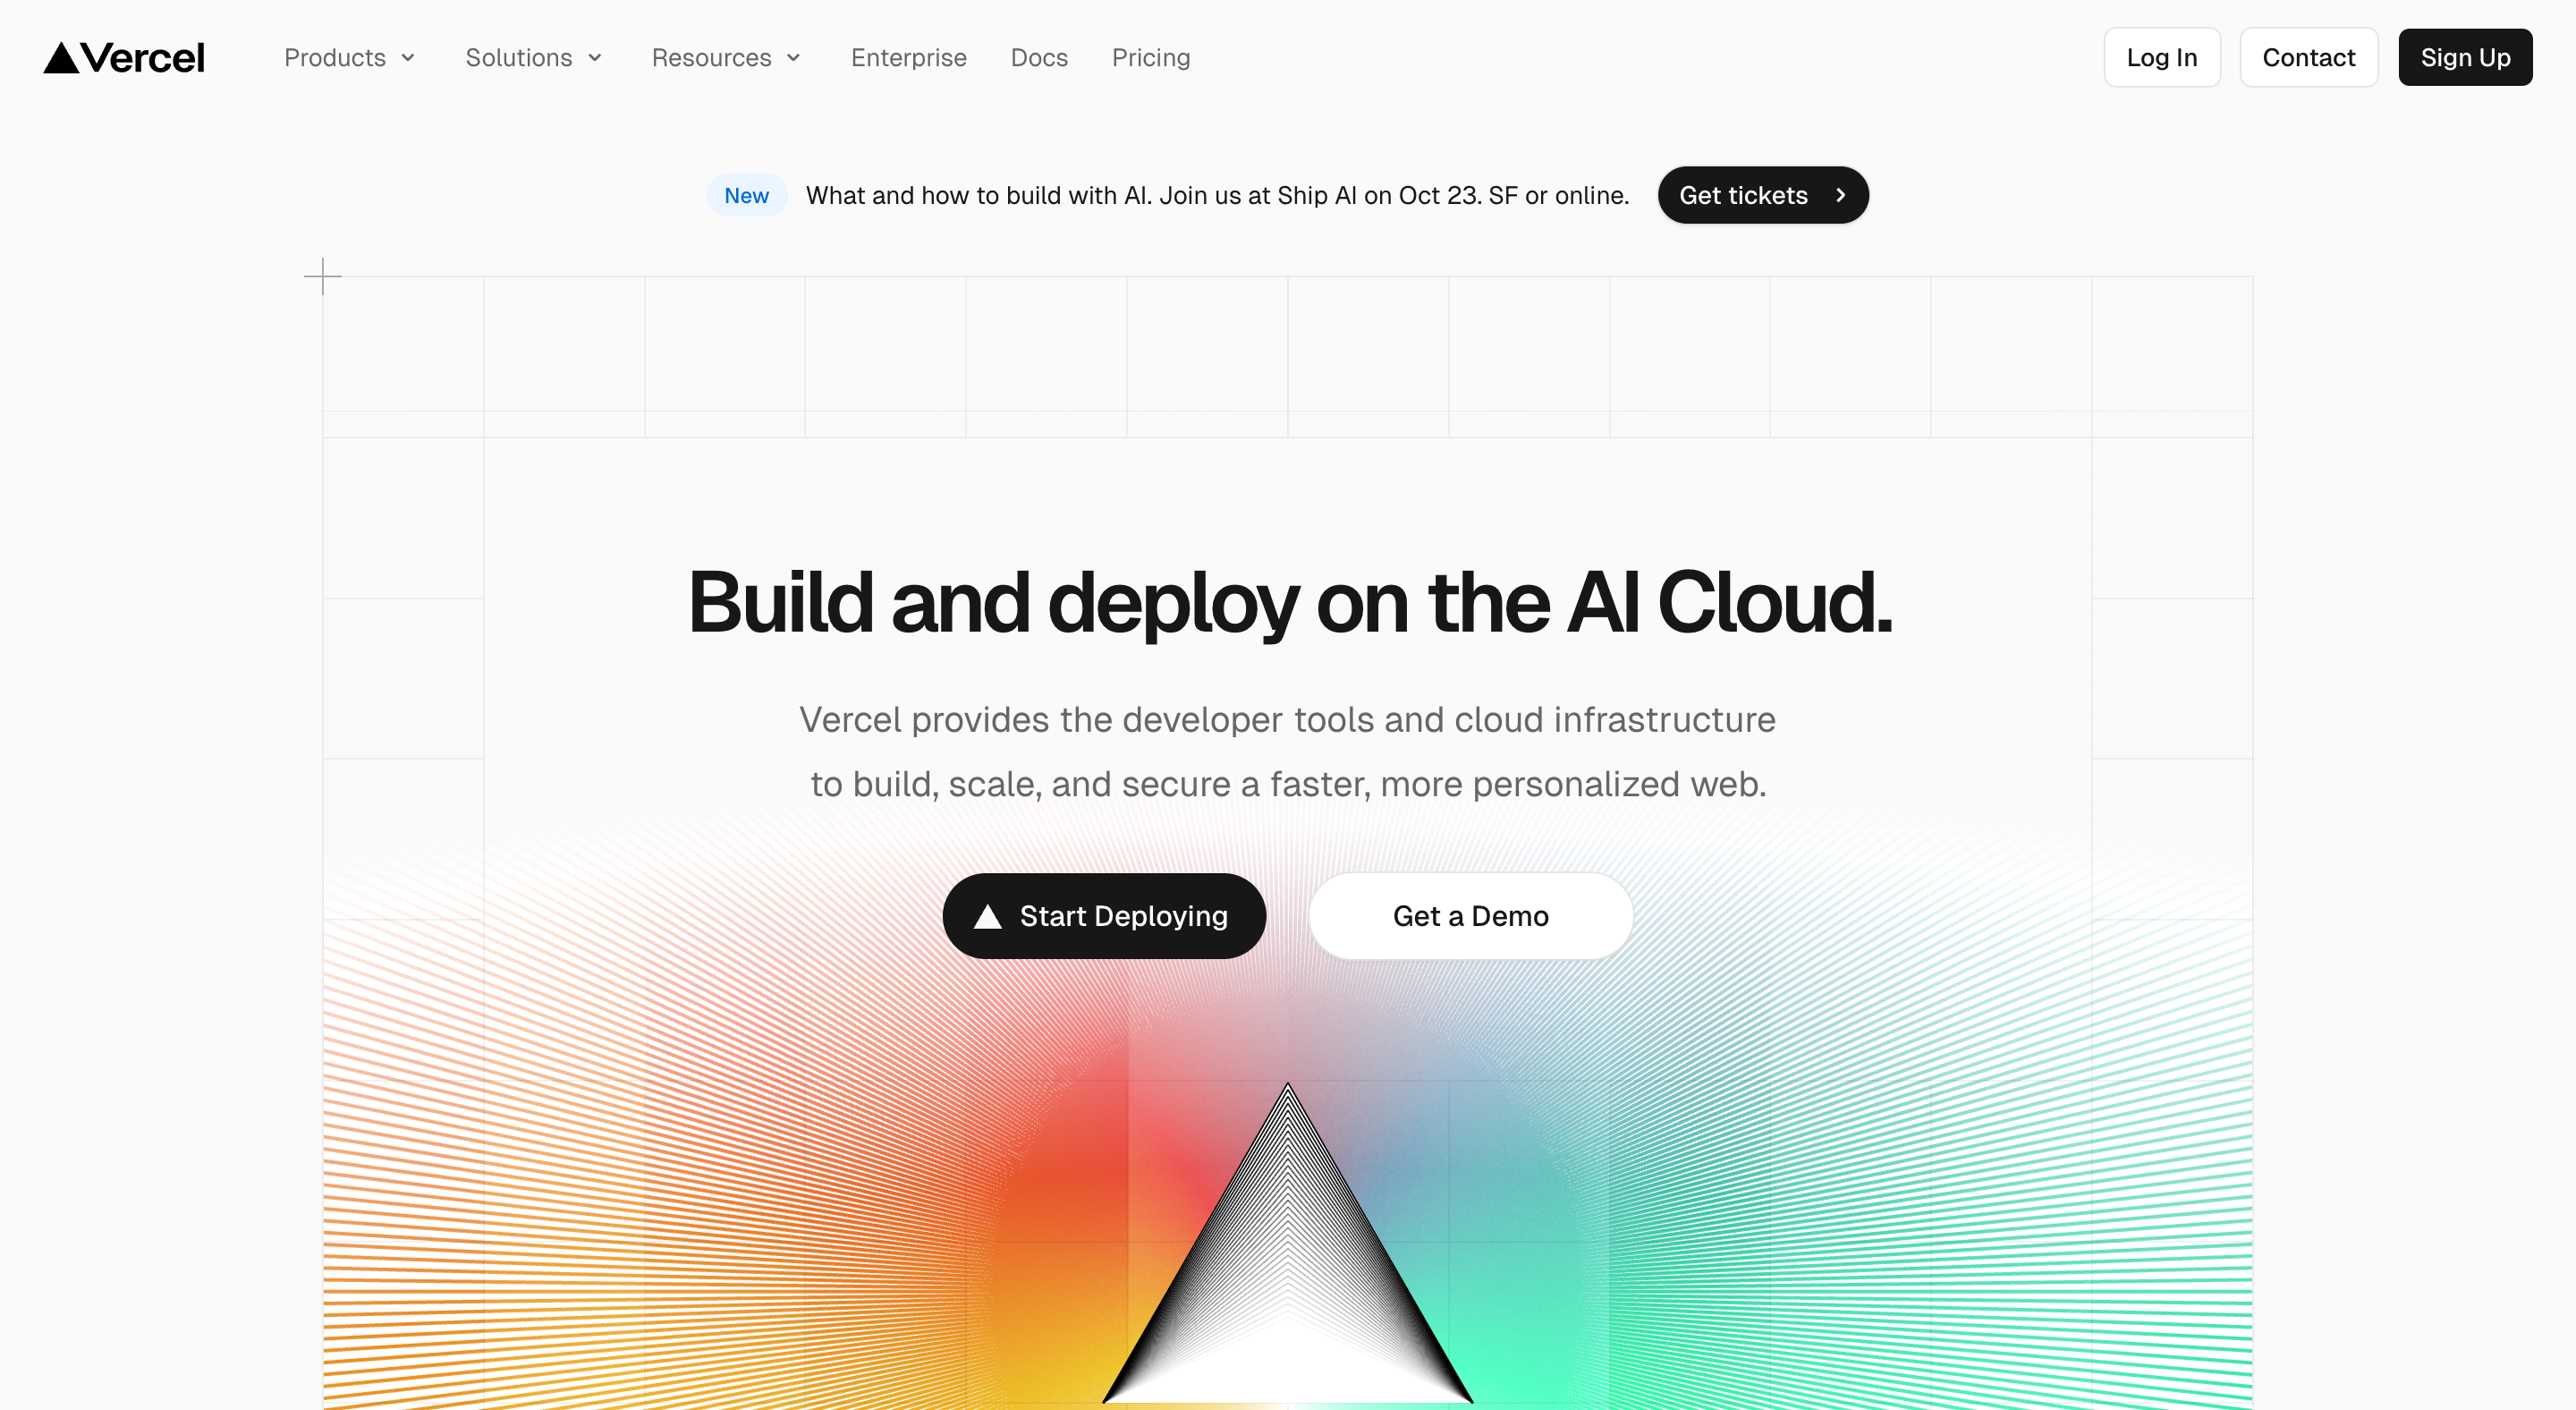 Vercel
Products
Solutions
Resources
Enterprise
Docs
Pricing
Log In
Contact
Sign Up
New
What and how to build with AI. Join us at Ship AI on Oct 23. SF or online.
Get tickets
Build and deploy on the AI Cloud.
Vercel provides the developer tools and cloud infrastructure
to build, scale, and secure a faster, more personalized web.
Start Deploying
Get a Demo